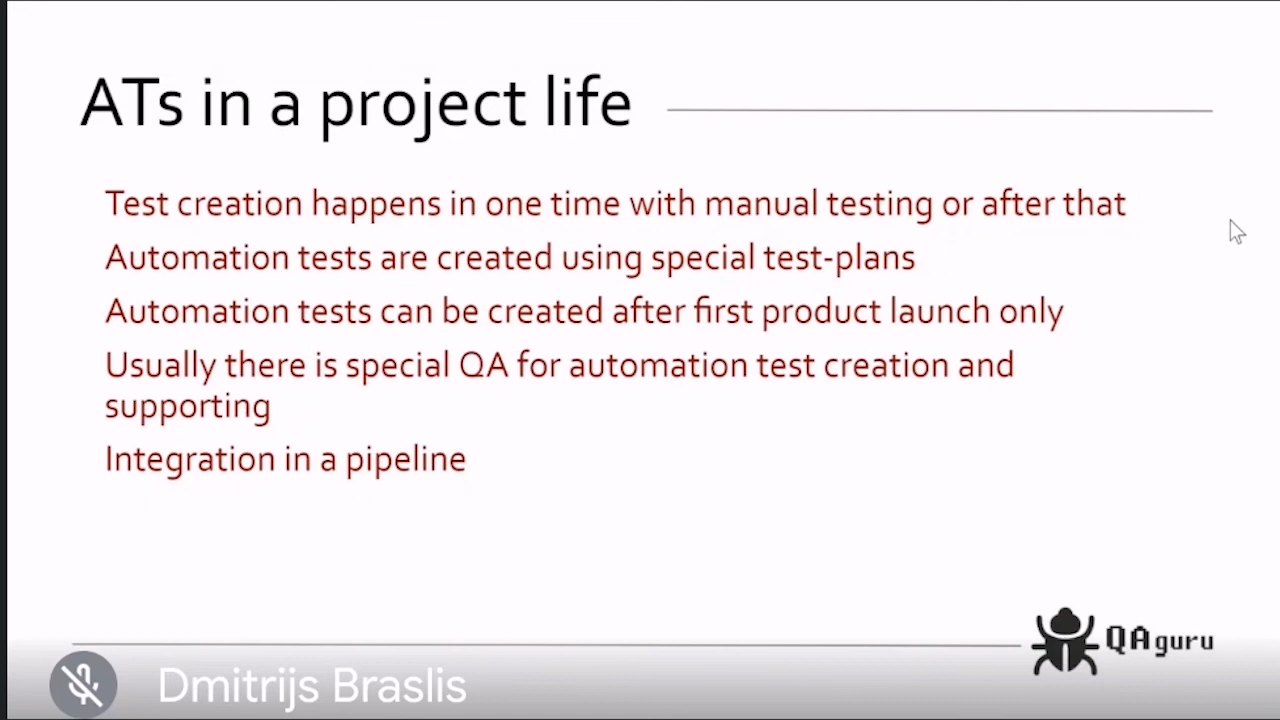 ATs in a project life
Test creation happens in one time with manual testing or after that
Automation tests are created using special test-plans
Automation tests can be created after first product launch only
Usually there is special QA for automation test creation and
supporting
Integration in a pipeline
QAguru
Dmitrijs Braslis